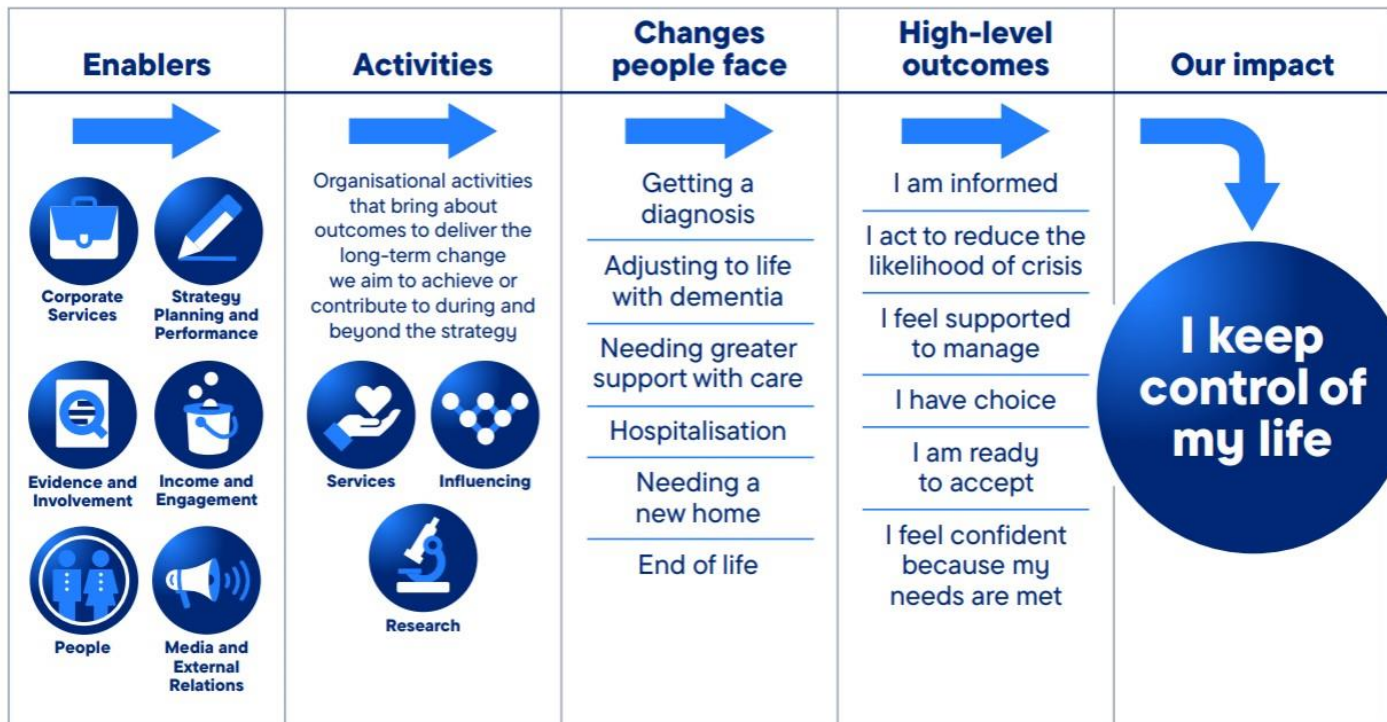 Enablers
Corporate
Services
Strategy
Planning and
Performance
Evidence and
Involvement
Income and
Engagement
People
Media and
External
Relations
Activities
Organisational activities
that bring about
outcomes to deliver the
long-term change
we aim to achieve or
contribute to during and
beyond the strategy
Services
Influencing
Research
Changes
people face
Getting a
diagnosis
Adjusting to life
with dementia
Needing greater
support with care
Hospitalisation
Needing a
new home
End of life
High-level
outcomes
I am informed
I act to reduce the
likelihood of crisis
I feel supported
to manage
I have choice
I am ready
to accept
I feel confident
because my
needs are met
Our impact
I keep
control of
my life